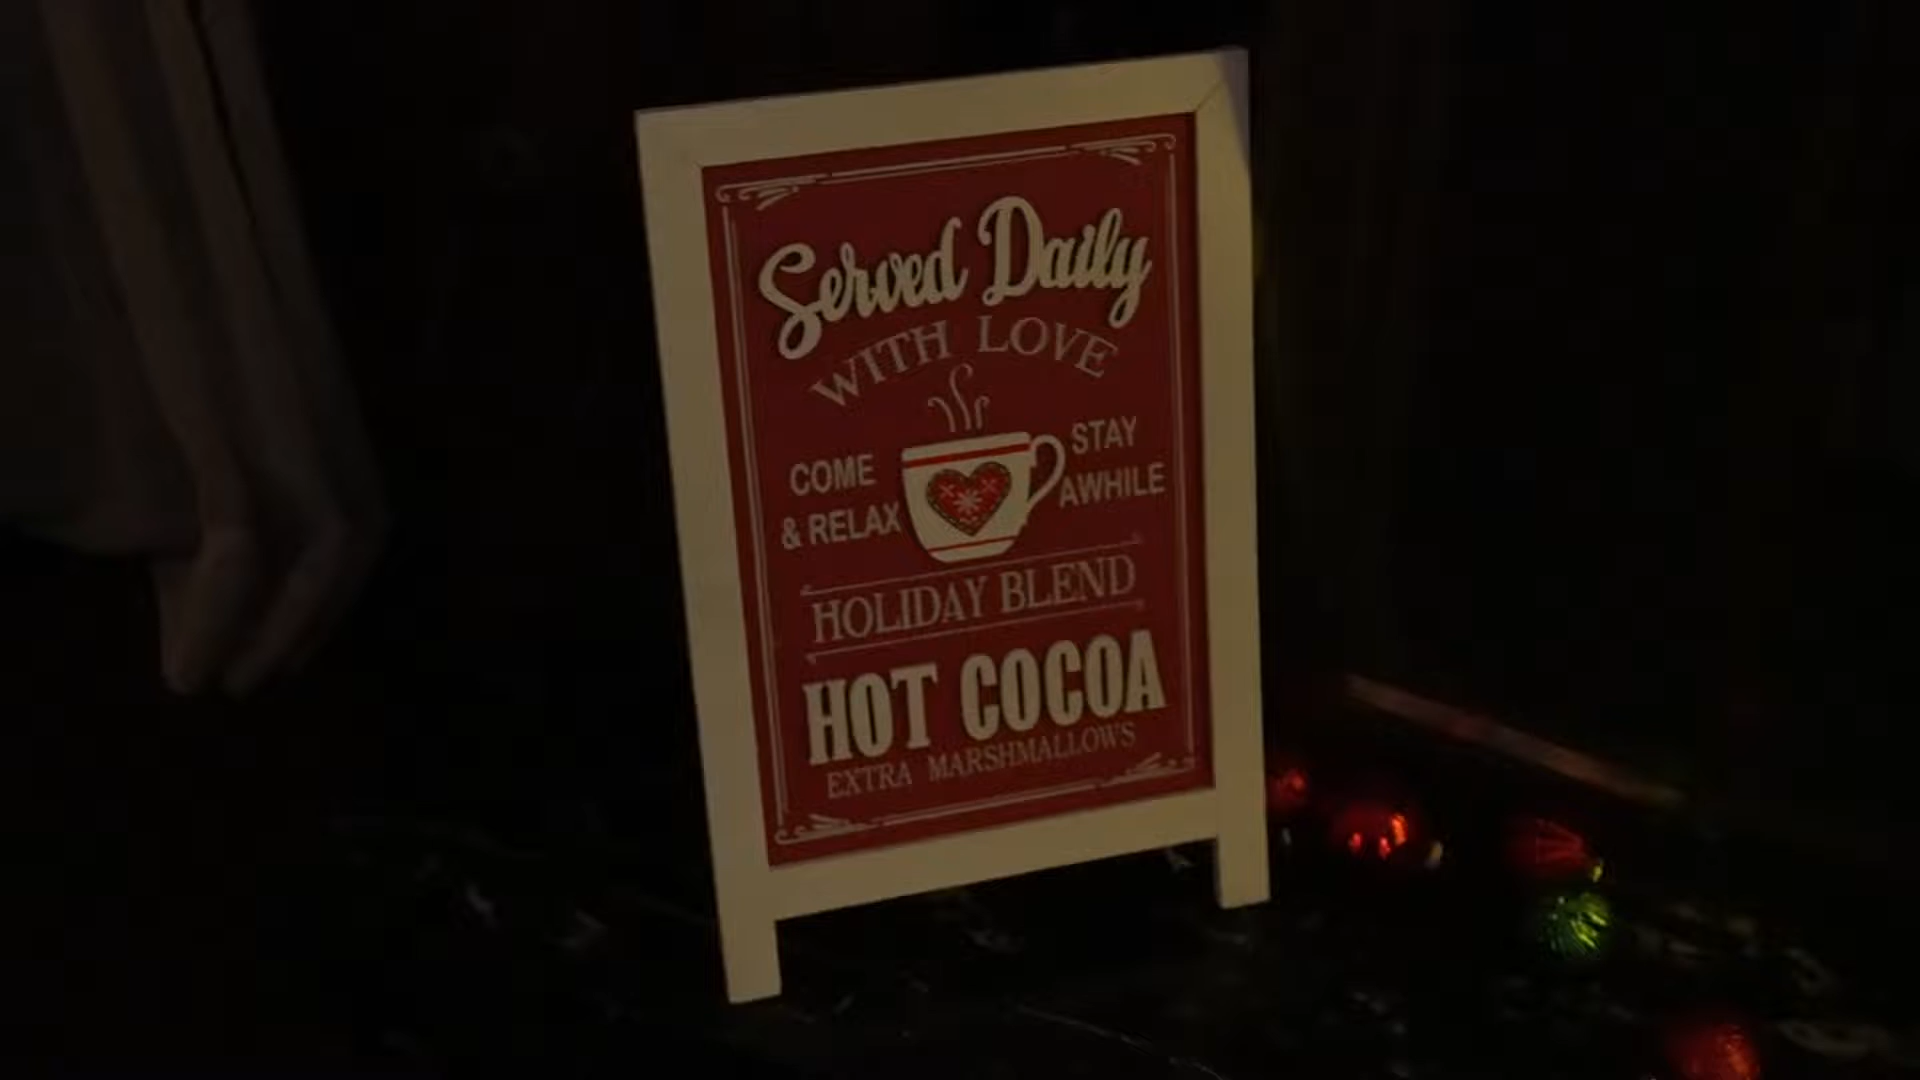 Served Daily
WITH LOVE
COME
& RELAX
STAY
AWHILE
HOLIDAY BLEND
HOT COCOA
EXTRA MARSHMALLOWS